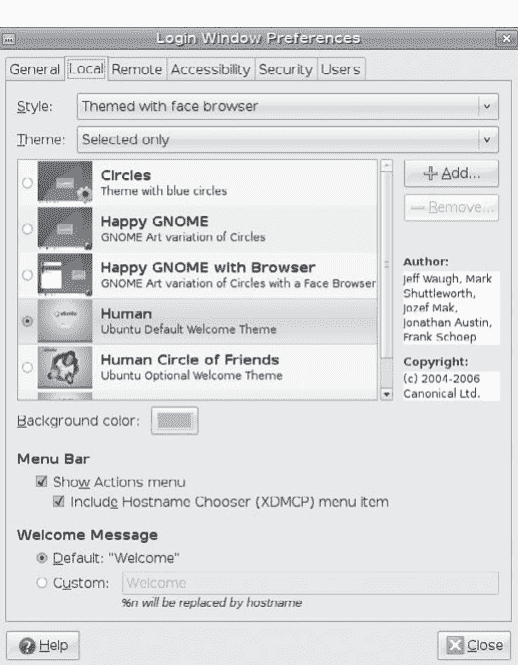 Login Window Preferences
General Local Remote Accessibility Security Users
Style: Themed with face browser
Theme: Selected only
Circles
Theme with blue circles
Happy GNOME
GNOME Art variation of Circles
Happy GNOME with Browser
GNOME Art variation of Circles with a Face Browser
Human
Ubuntu Default Welcome Theme
Human Circle of Friends
Ubuntu Optional Welcome Theme
Add...
Remove...
Author:
Jeff Waugh, Mark
Shuttleworth,
Jozef Mak,
Jonathan Austin,
Frank Schoep
Copyright:
(c) 2004-2006
Canonical Ltd.
Background color:
Menu Bar
Show Actions menu
Include Hostname Chooser (XDMCP) menu item
Welcome Message
Default: "Welcome"
Custom: Welcome
%n will be replaced by hostname
Help
Close